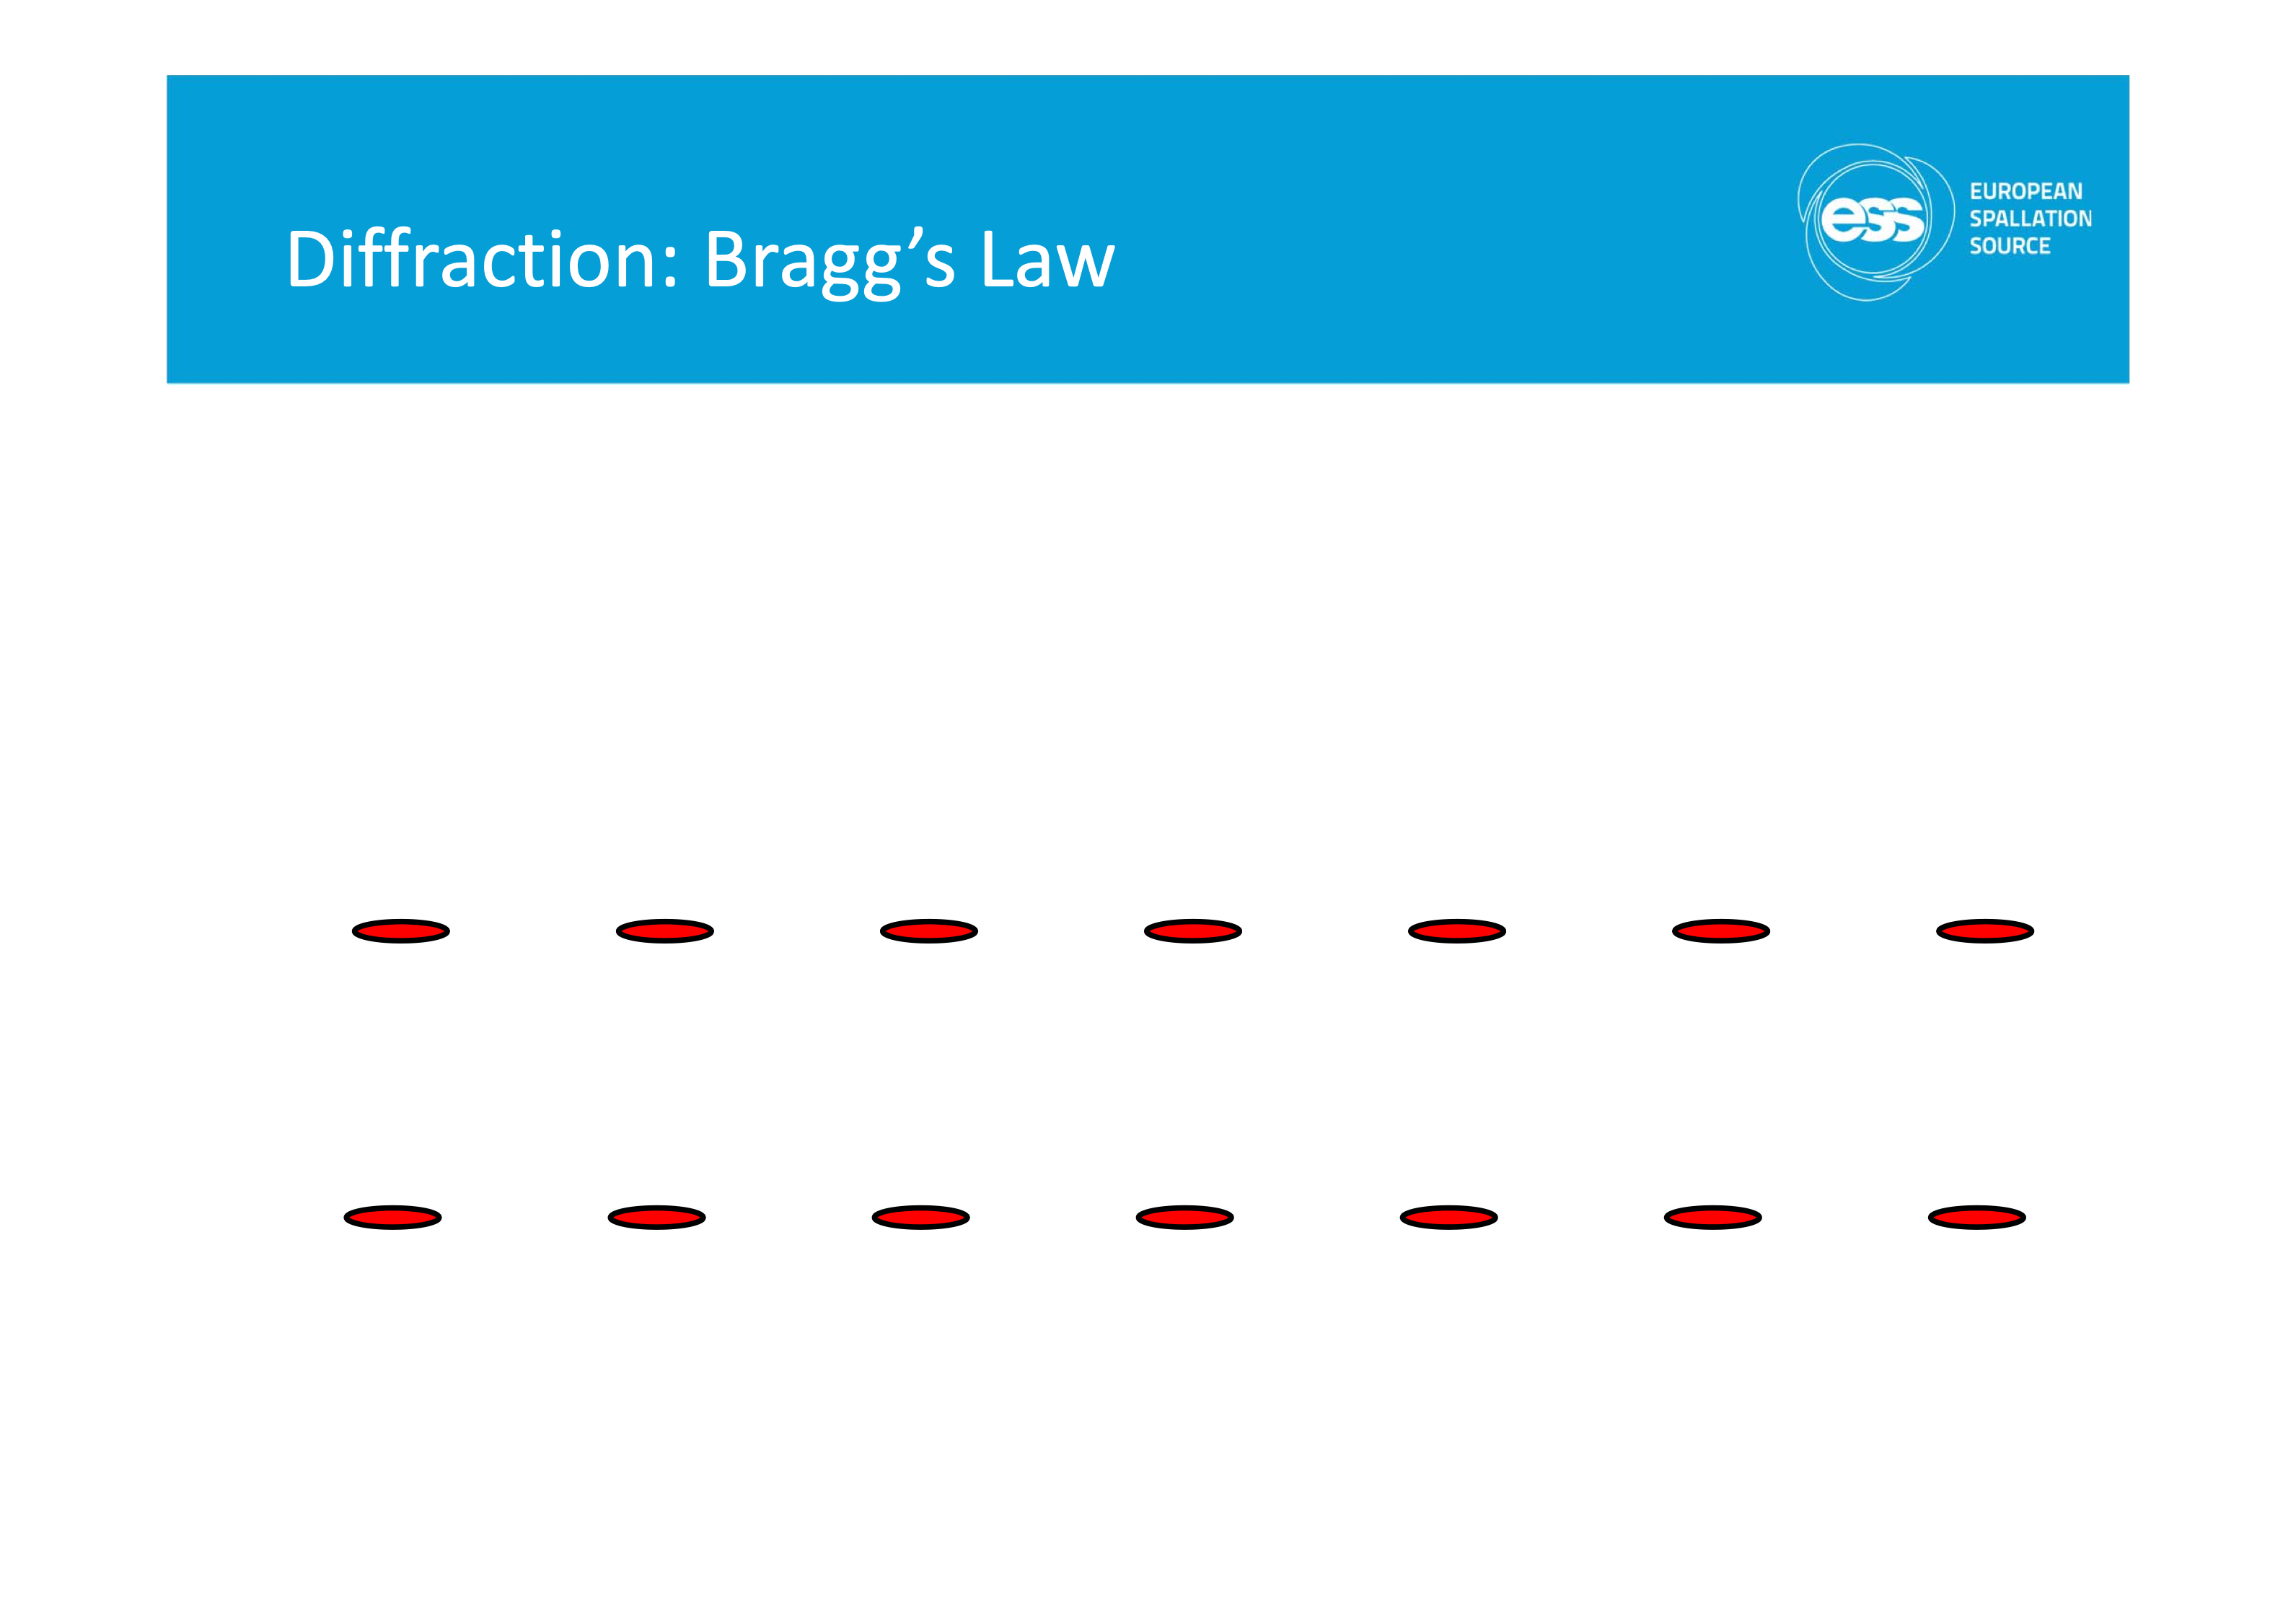 Diffraction: Bragg’s Law
ess
EUROPEAN
SPALLATION
SOURCE